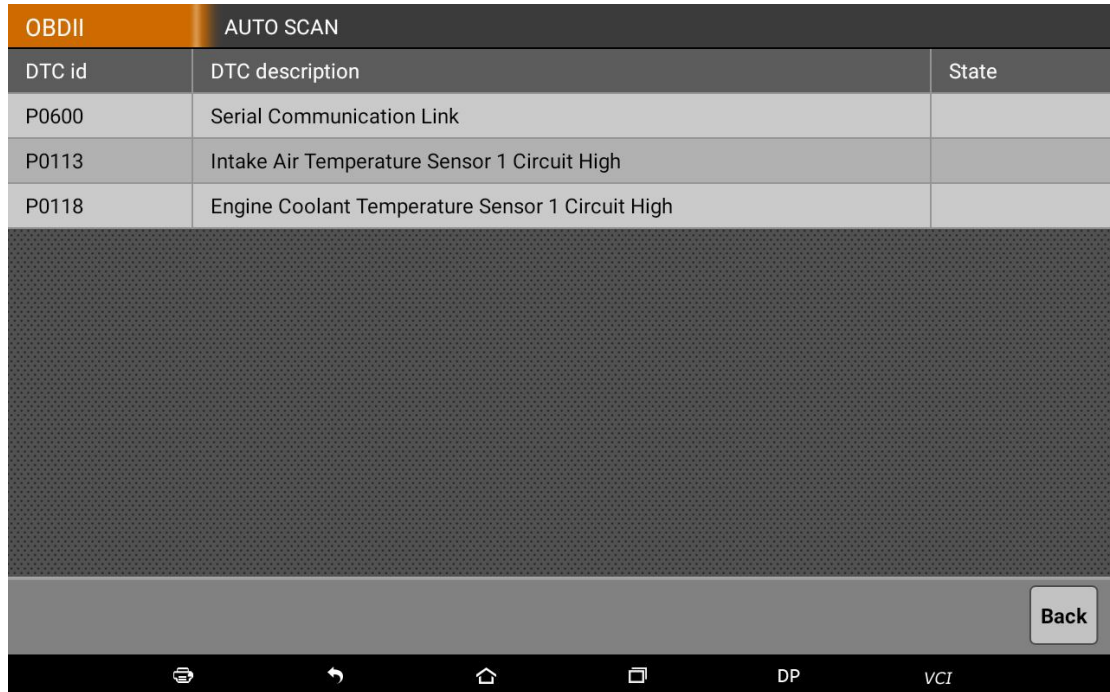 OBDII AUTO SCAN
DTC id DTC description State
P0600 Serial Communication Link
P0113 Intake Air Temperature Sensor 1 Circuit High
P0118 Engine Coolant Temperature Sensor 1 Circuit High
Back
DP VCI